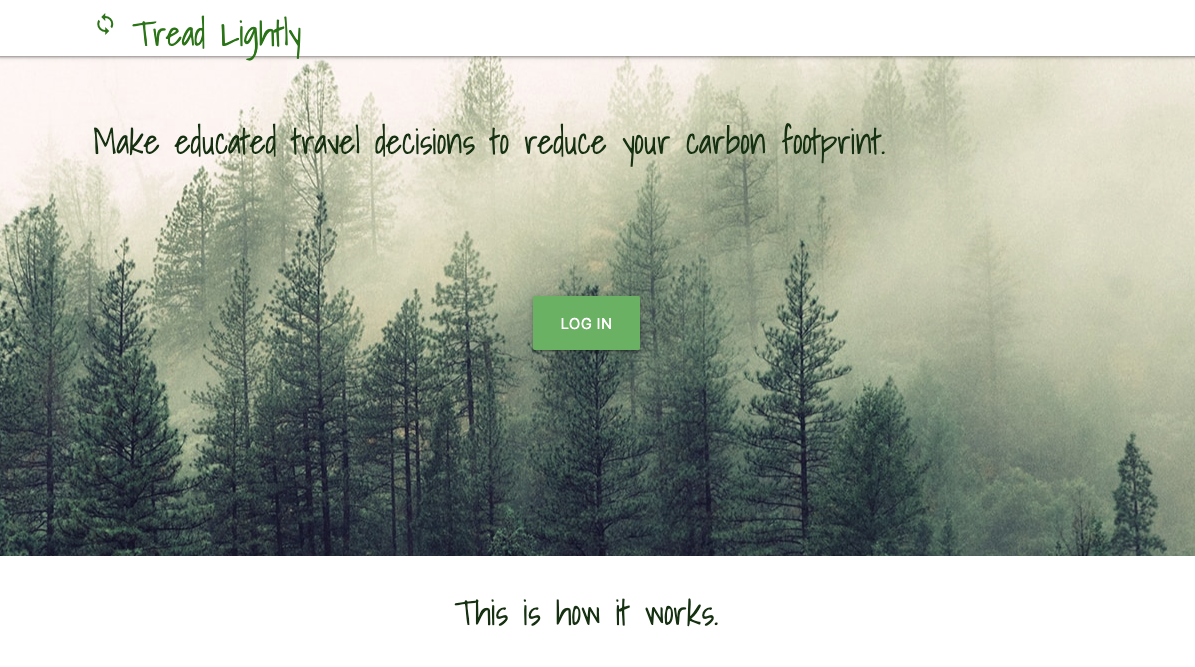 Tread Lightly
Make educated travel decisions to reduce your carbon footprint.
LOG IN
This is how it works.